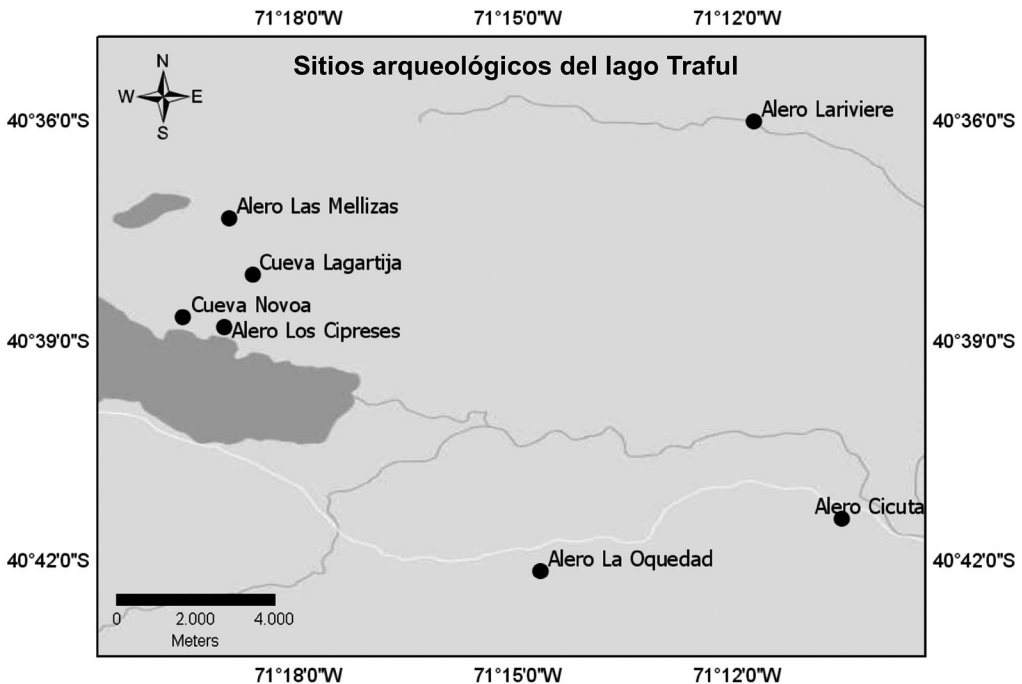 71°18'0"W 71°15'0"W 71°12'0"W
Sitios arqueológicos del lago Traful
N
W E
S
40°36'0"S 40°36'0"S
Alero Lariviere
Alero Las Mellizas
Cueva Lagartija
Cueva Novoa
Alero Los Cipreses
40°39'0"S 40°39'0"S
Alero Cicuta
Alero La Oquedad
40°42'0"S 40°42'0"S
0 2.000 4.000
Meters
71°18'0"W 71°15'0"W 71°12'0"W